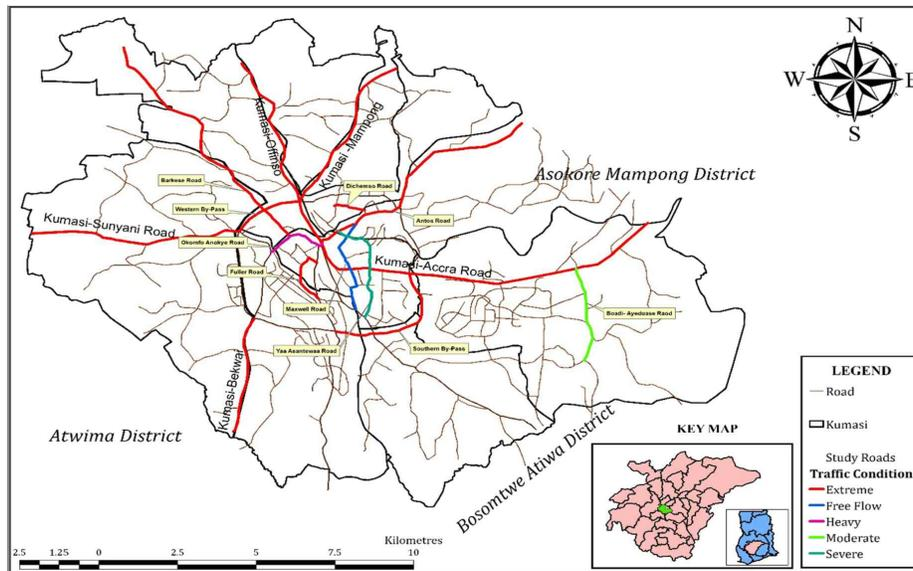 N
W
E
S
Kumasi-Offinso
Kumasi -Mampong
Asokore Mampong District
Barkese Road
Dichemso Road
Western By-Pass
Antoa Road
Kumasi-Sunyani Road
Okomfo Anokye Road
Kumasi-Accra Road
Fuller Road
Maxwell Road
Boadi- Ayeduase Raod
Yaa Asantewaa Road
Southern By-Pass
Kumasi-Bekwa
Atwima District
Bosomtwe Atiwa District
KEY MAP
LEGEND
Road
Kumasi
Study Roads
Traffic Condition
Extreme
Free Flow
Heavy
Moderate
Severe
Kilometres
2.5 1.25 0 2.5 5 7.5 10